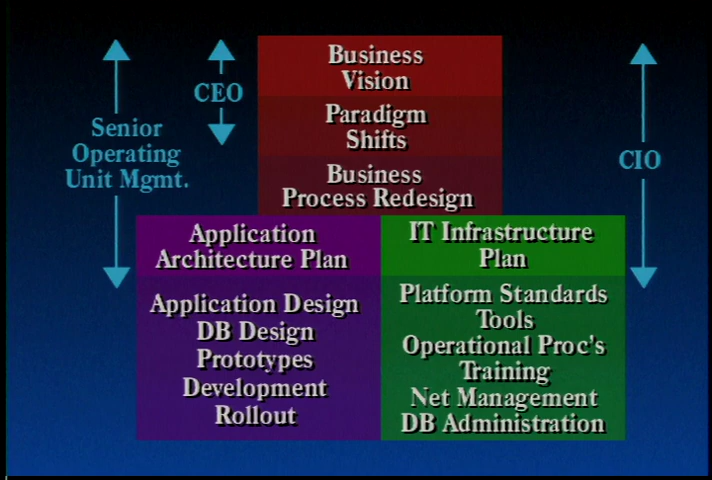 Business
Vision
CEO
Paradigm
Shifts
Senior
Operating
Unit Mgmt.
CIO
Business
Process Redesign
Application
Architecture Plan
IT Infrastructure
Plan
Application Design
DB Design
Prototypes
Development
Rollout
Platform Standards
Tools
Operational Proc's
Training
Net Management
DB Administration